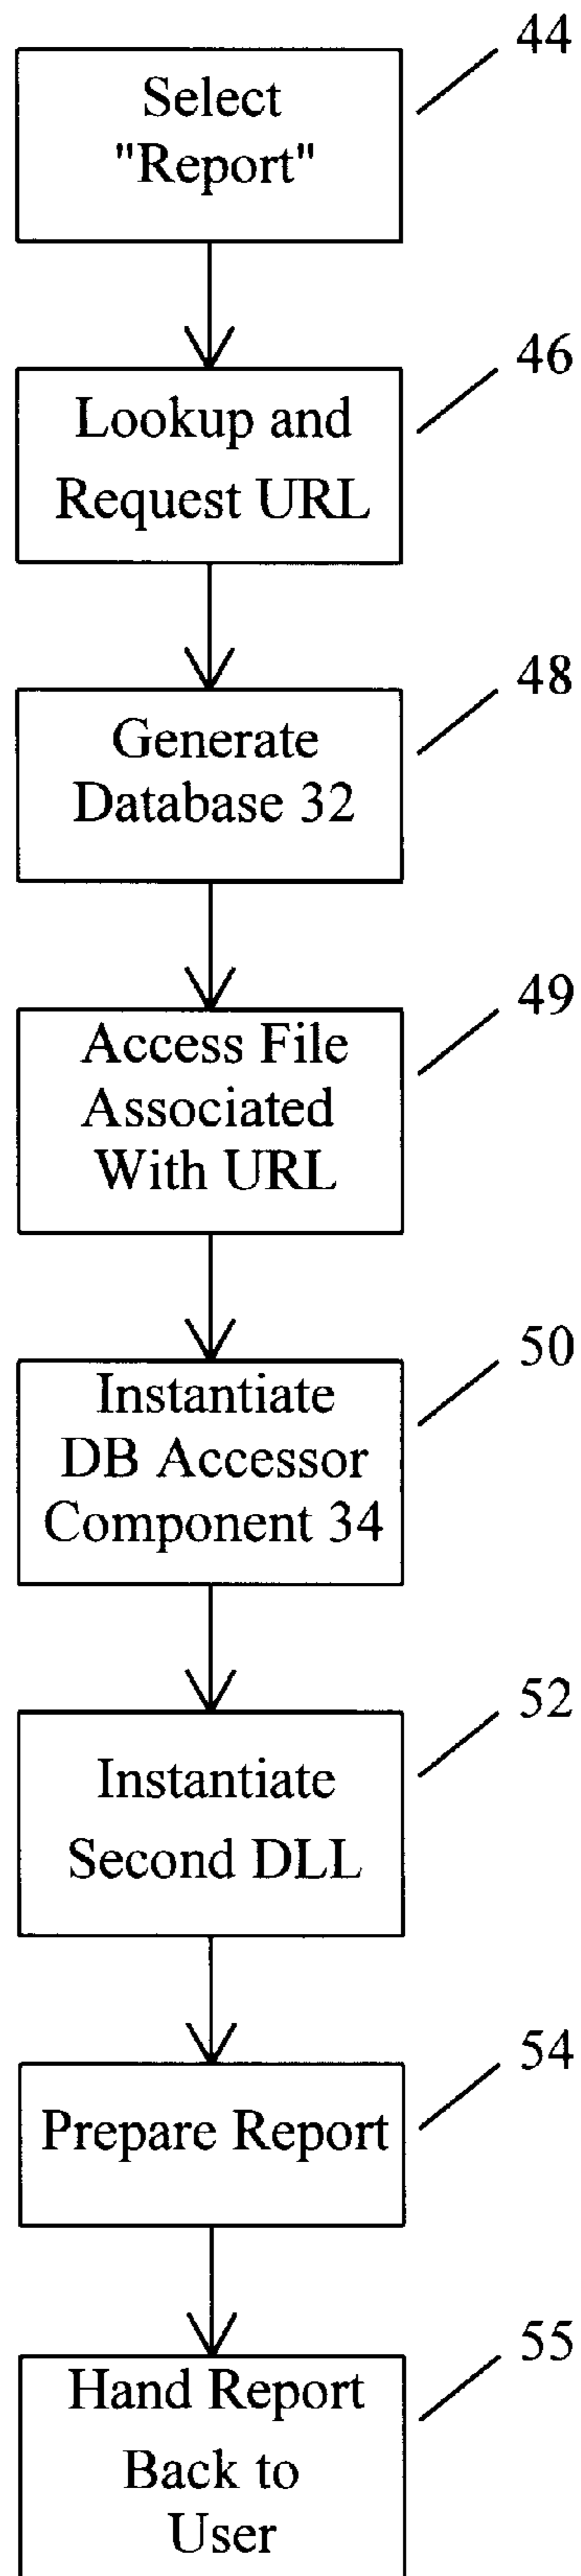 44
Select
"Report"
46
Lookup and
Request URL
48
Generate
Database 32
49
Access File
Associated
With URL
50
Instantiate
DB Accessor
Component 34
52
Instantiate
Second DLL
54
Prepare Report
55
Hand Report
Back to
User